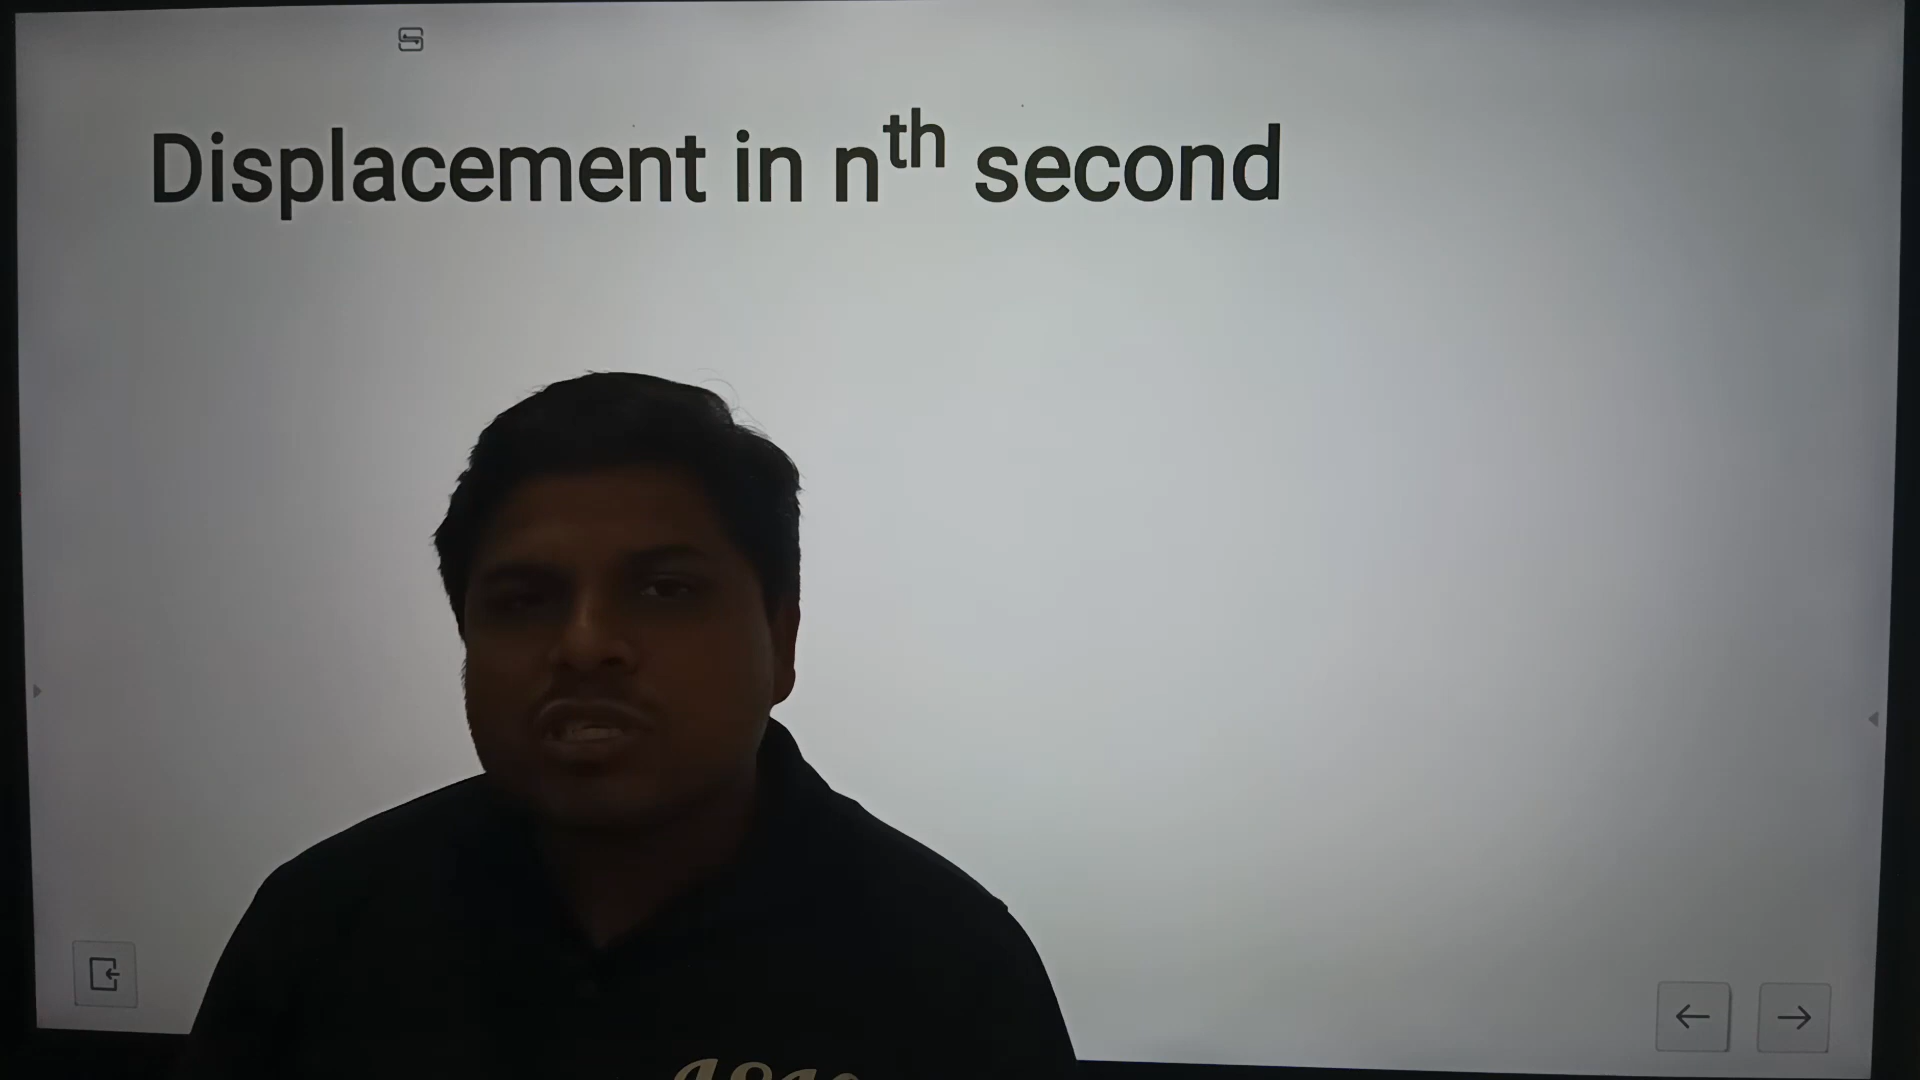 Displacement in nth second